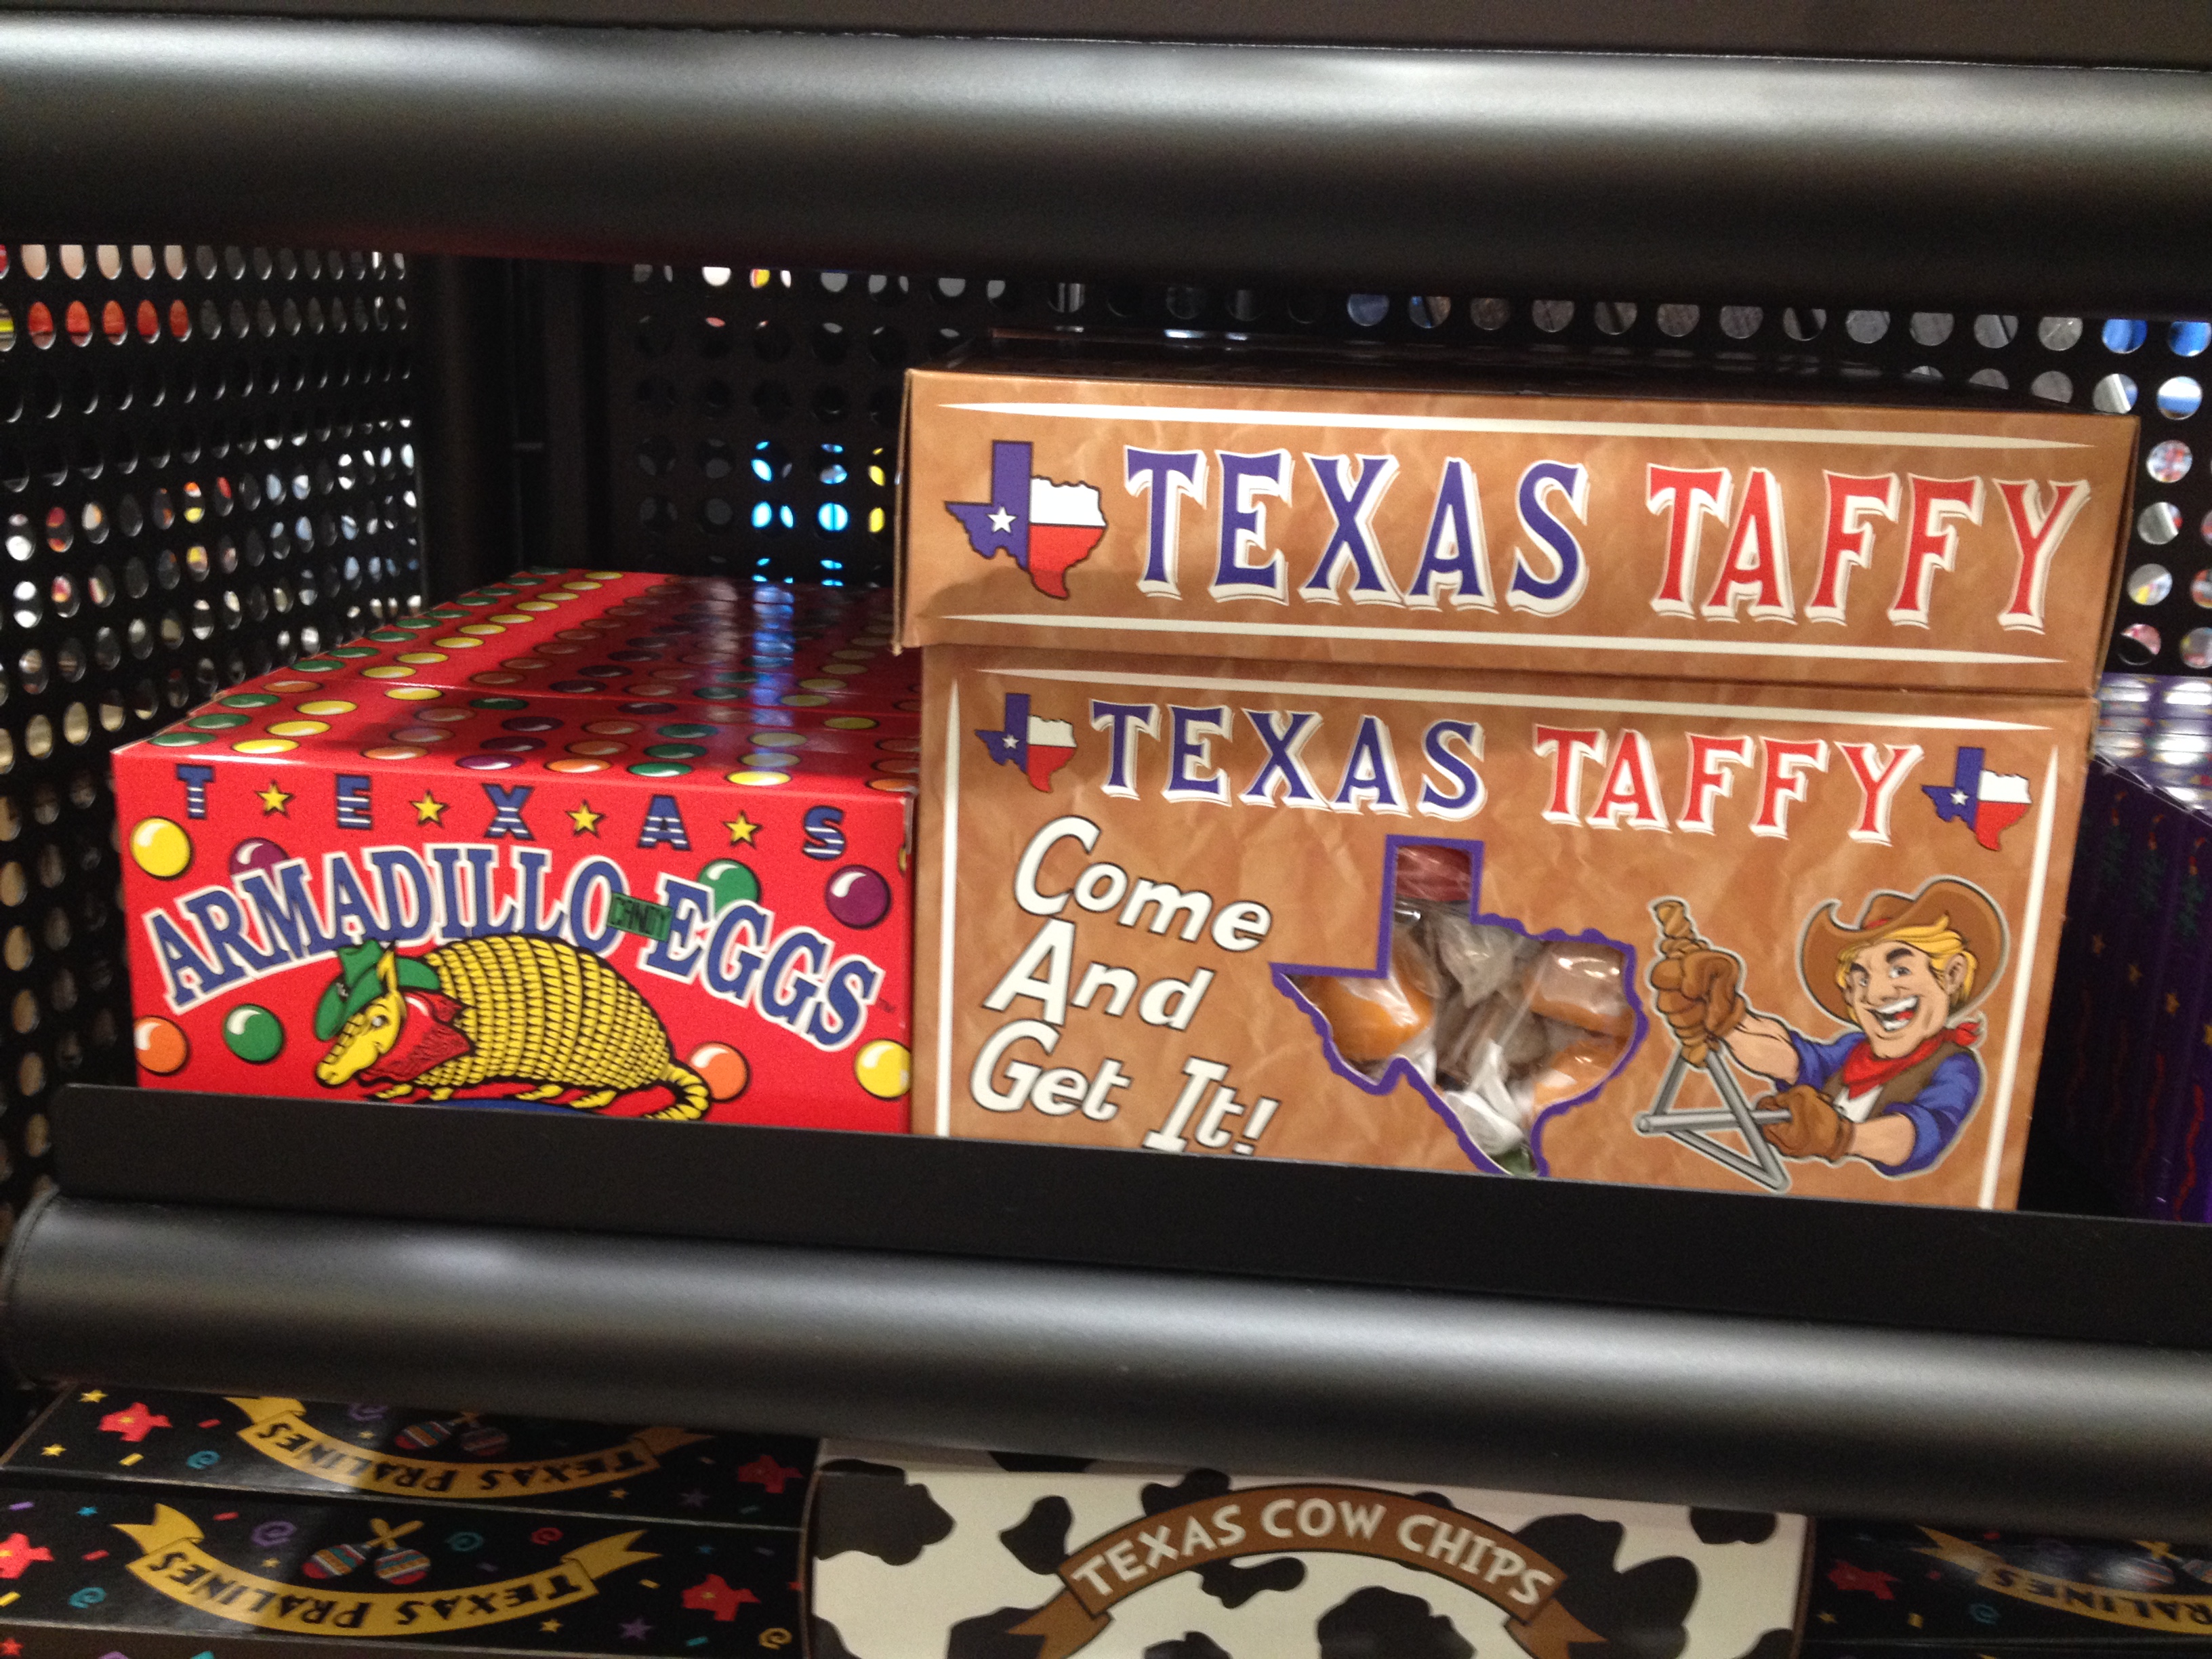 TEXAS TAFFY
TEXAS TAFFY
Come
And
Get It!
TEXAS
ARMADILLO CANDY EGGS
TEXAS PRALINES
TEXAS PRALINES
TEXAS COW CHIPS